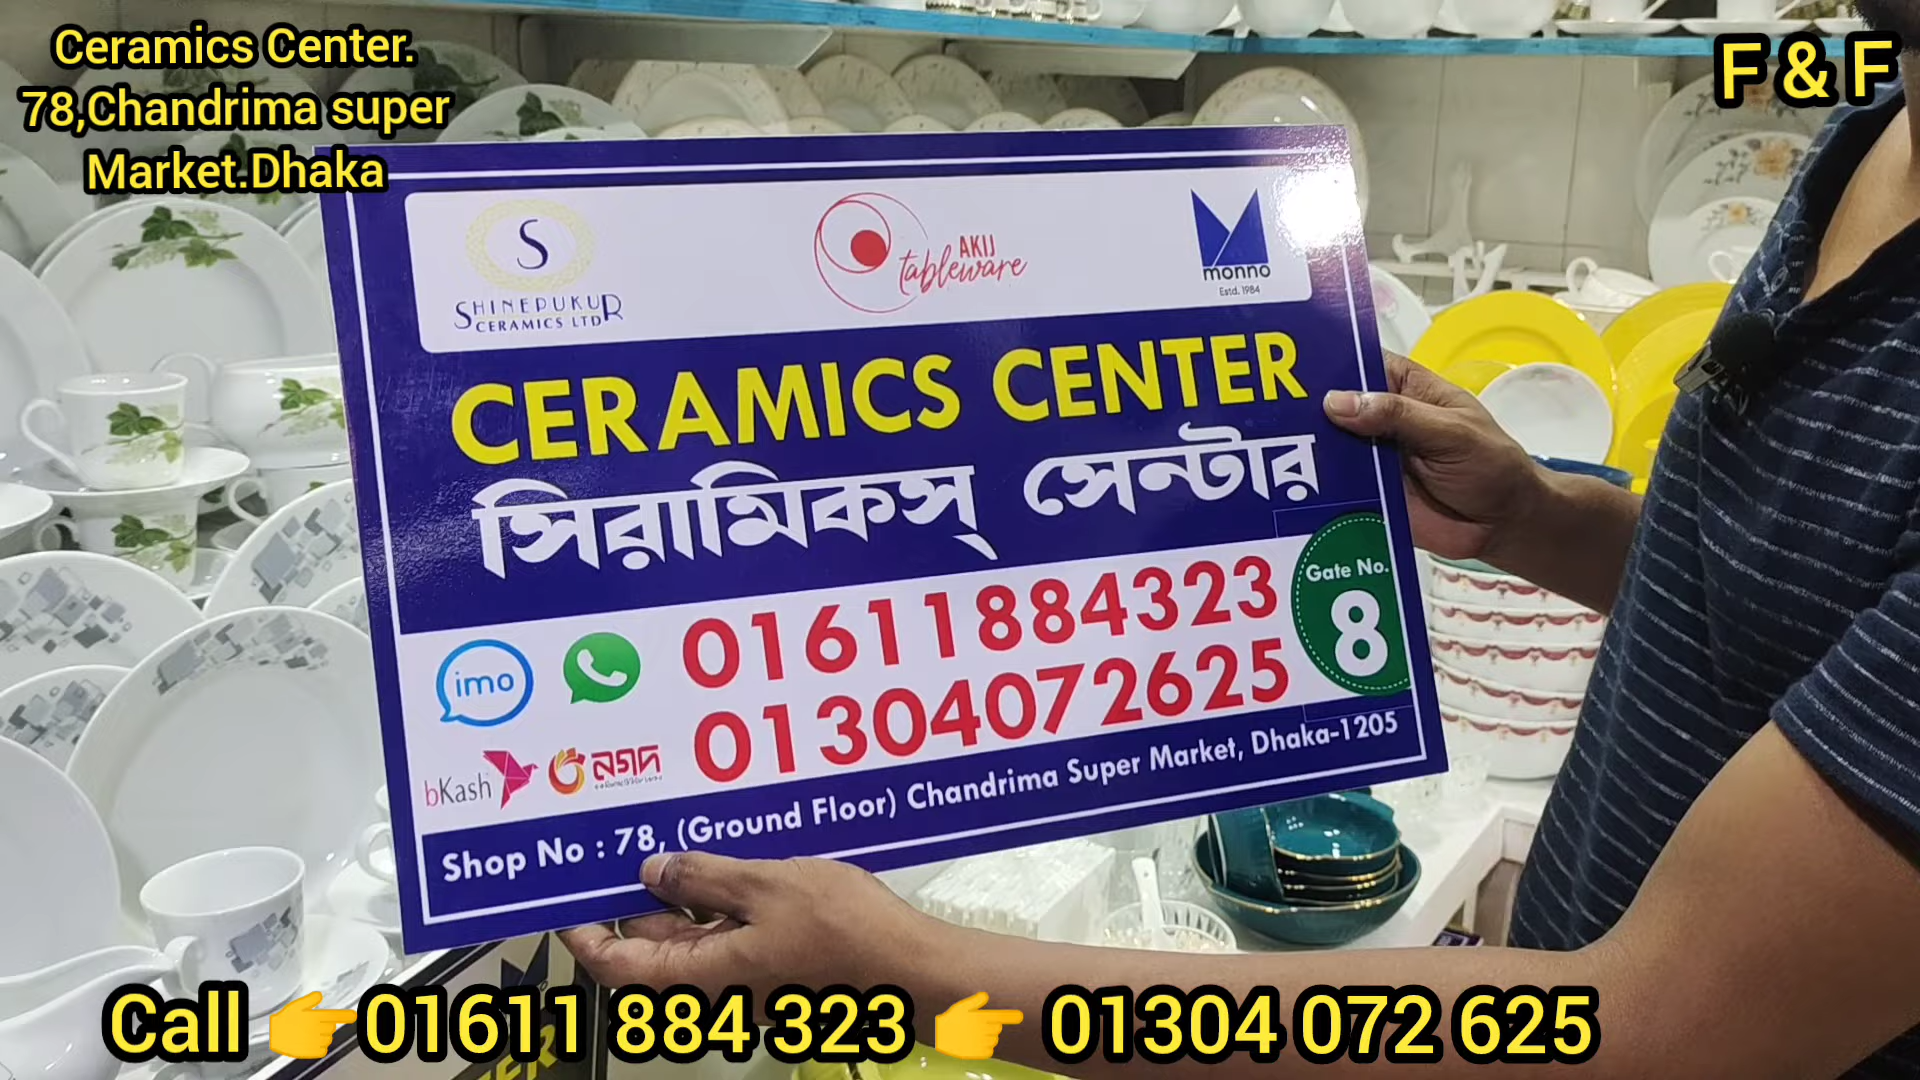 Ceramics Center.
78,Chandrima super
Market.Dhaka
F & F
SHINEPUKUR
CERAMICS LTD
AKIJ
tableware
monno
Estd. 1984
CERAMICS CENTER
সিরামিকস্ সেন্টার
Gate No.
8
imo
01611884323
01304072625
bKash
নগদ
Shop No : 78, (Ground Floor) Chandrima Super Market, Dhaka-1205
Call 👉01611 884 323 👉 01304 072 625